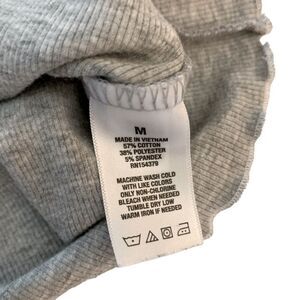 M
MADE IN VIETNAM
57% COTTON
38% POLYESTER
5% SPANDEX
RN154379
MACHINE WASH COLD
WITH LIKE COLORS
ONLY NON-CHLORINE
BLEACH WHEN NEEDED
TUMBLE DRY LOW
WARM IRON IF NEEDED